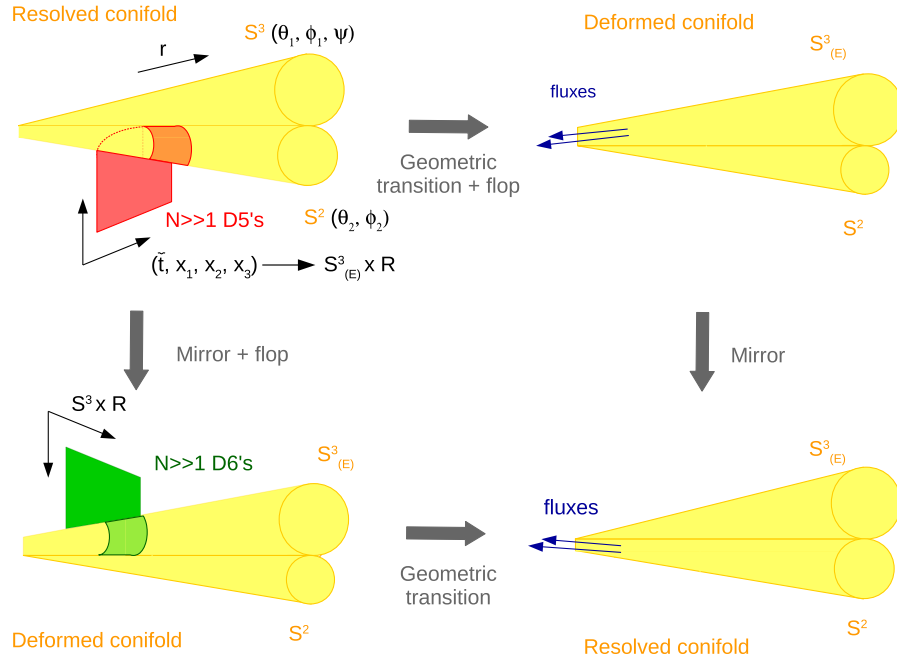 Resolved conifold
r
S³ (θ₁, ϕ₁, ψ)
N>>1 D5's
S² (θ₂, ϕ₂)
(t̆, x₁, x₂, x₃) S³₍E₎ x R
Geometric
transition + flop
Deformed conifold
S³₍E₎
fluxes
S²
Mirror + flop
Mirror
S³ x R
N>>1 D6's
S³₍E₎
S²
Deformed conifold
Geometric
transition
S³₍E₎
fluxes
S²
Resolved conifold